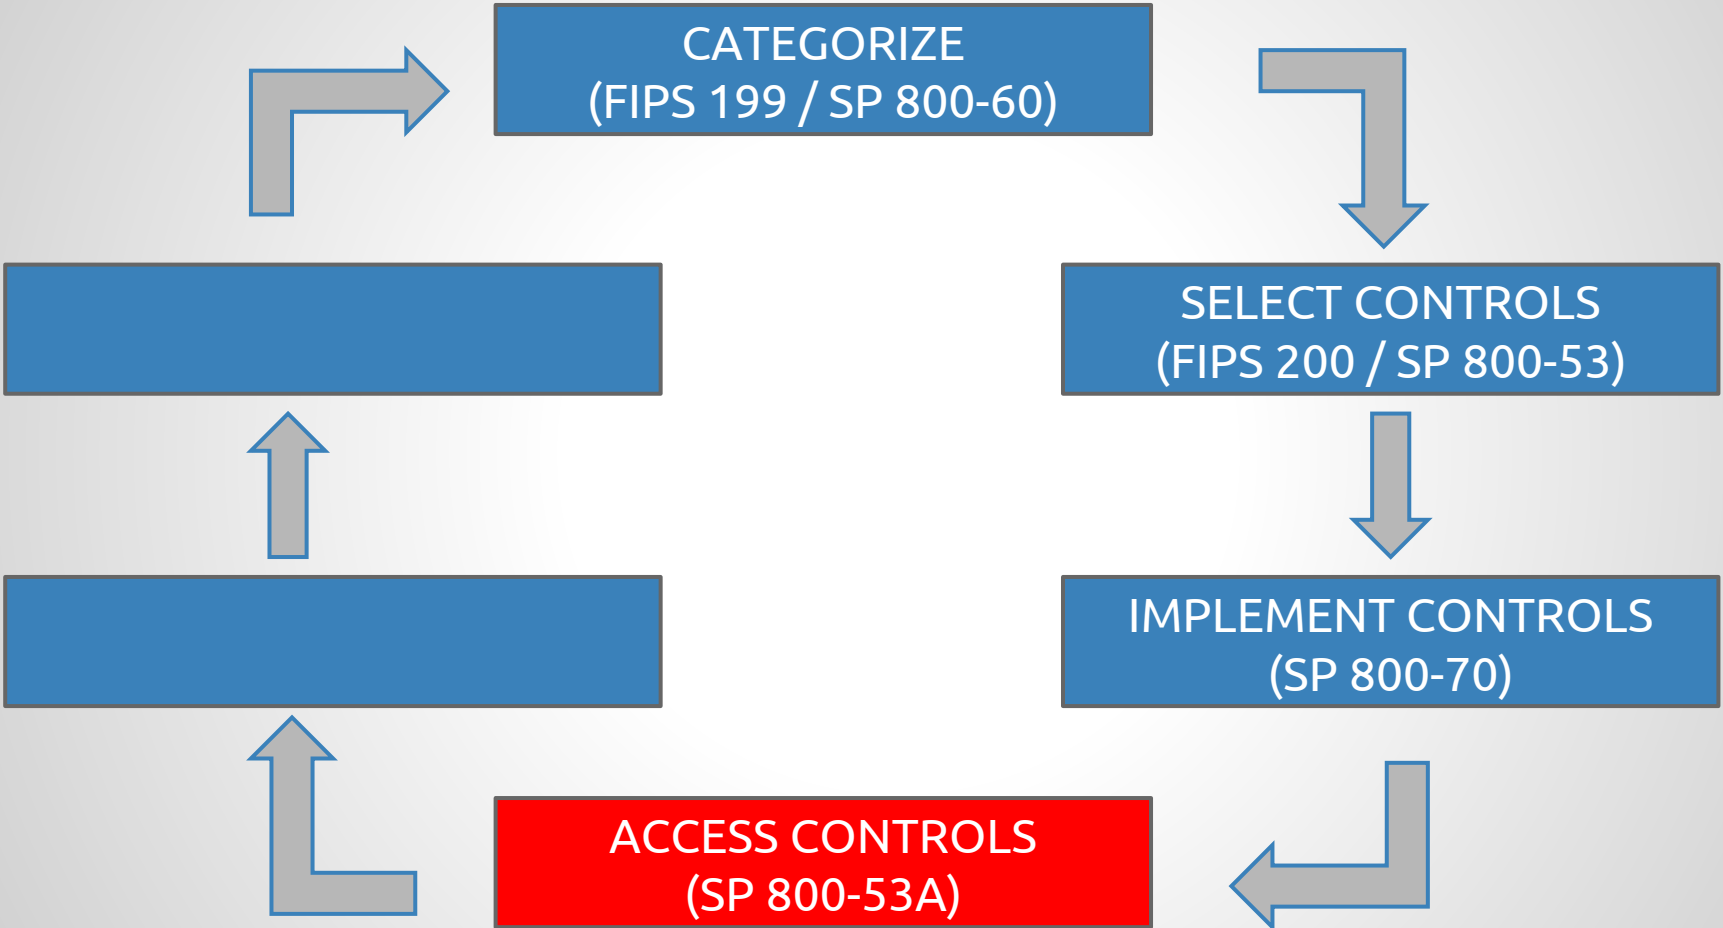 CATEGORIZE
(FIPS 199 / SP 800-60)
SELECT CONTROLS
(FIPS 200 / SP 800-53)
IMPLEMENT CONTROLS
(SP 800-70)
ACCESS CONTROLS
(SP 800-53A)